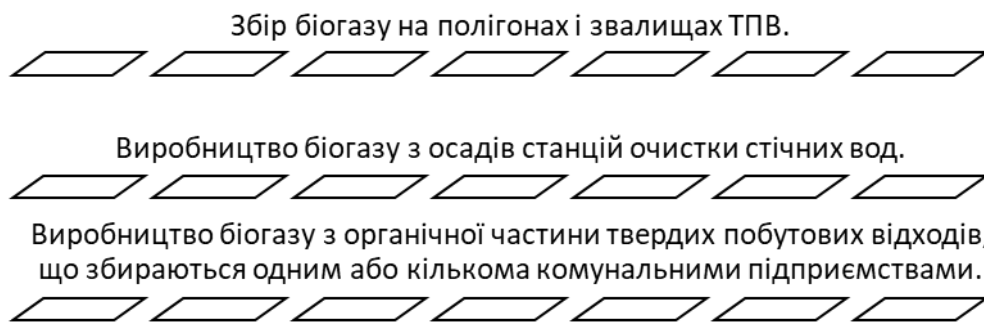 Збір біогазу на полігонах і звалищах ТПВ.
Виробництво біогазу з осадів станцій очистки стічних вод.
Виробництво біогазу з органічної частини твердих побутових відходів,
що збираються одним або кількома комунальними підприємствами.